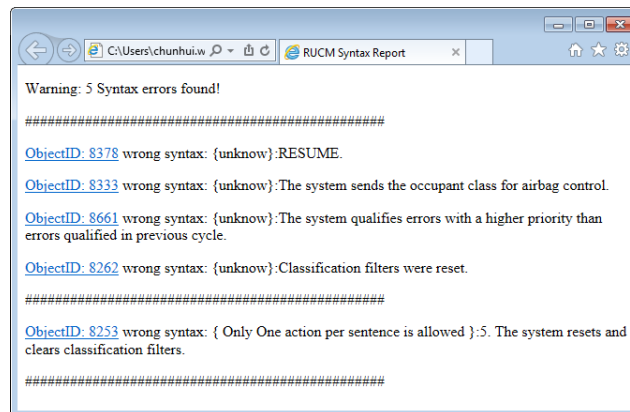 C:\Users\chunhui.w
RUCM Syntax Report
Warning: 5 Syntax errors found!
################################################
ObjectID: 8378 wrong syntax: {unknow}:RESUME.
ObjectID: 8333 wrong syntax: {unknow}:The system sends the occupant class for airbag control.
ObjectID: 8661 wrong syntax: {unknow}:The system qualifies errors with a higher priority than
errors qualified in previous cycle.
ObjectID: 8262 wrong syntax: {unknow}:Classification filters were reset.
################################################
ObjectID: 8253 wrong syntax: { Only One action per sentence is allowed }:5. The system resets and
clears classification filters.
################################################